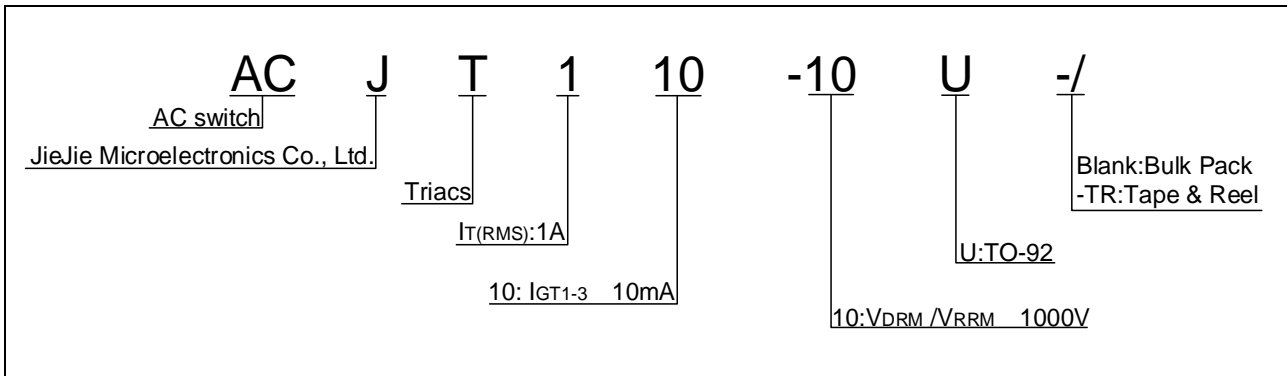 AC J T 1 10 -10 U -/
AC switch
JieJie Microelectronics Co., Ltd.
Triacs
IT(RMS):1A
10: IGT1-3 10mA
Blank:Bulk Pack
-TR:Tape & Reel
U:TO-92
10:VDRM /VRRM 1000V